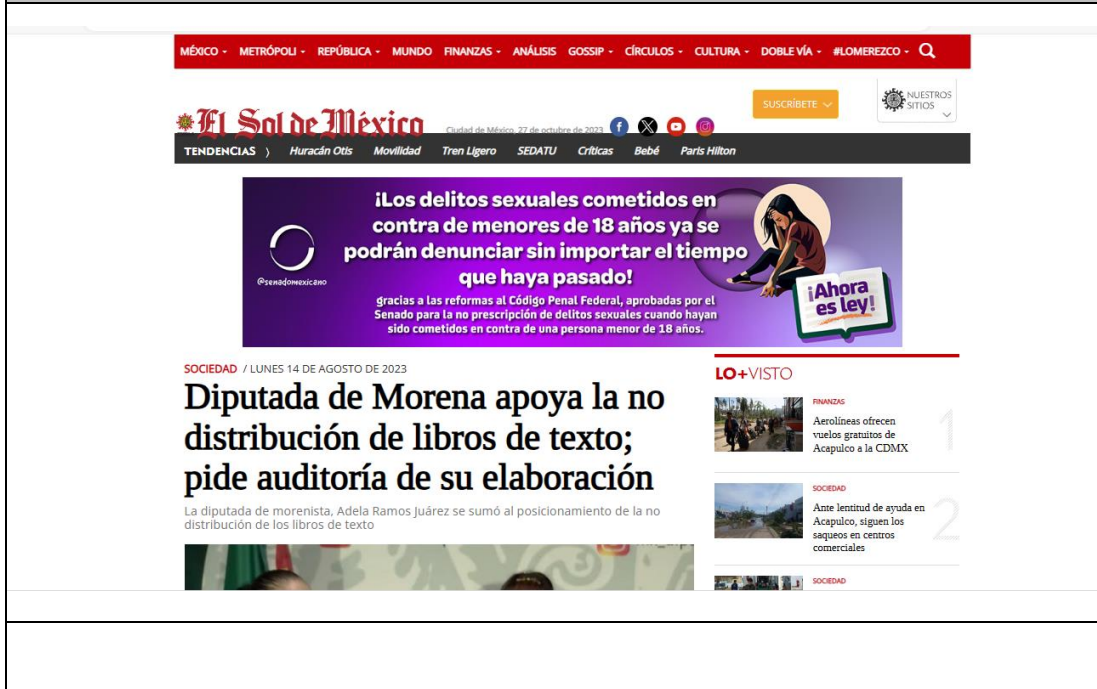 MÉXICO METRÓPOLI REPÚBLICA MUNDO FINANZAS ANÁLISIS GOSSIP CÍRCULOS CULTURA DOBLE VÍA #LOMEREZCO
El Sol de México
Ciudad de México, 27 de octubre de 2023
SUSCRÍBETE
NUESTROS
SITIOS
TENDENCIAS ) Huracán Otis Movilidad Tren Ligero SEDATU Críticas Bebé Paris Hilton
¡Los delitos sexuales cometidos en
contra de menores de 18 años ya se
podrán denunciar sin importar el tiempo
que haya pasado!
@senadomexicano
gracias a las reformas al Código Penal Federal, aprobadas por el
Senado para la no prescripción de delitos sexuales cuando hayan
sido cometidos en contra de una persona menor de 18 años.
¡Ahora
es ley!
SOCIEDAD / LUNES 14 DE AGOSTO DE 2023
Diputada de Morena apoya la no
distribución de libros de texto;
pide auditoría de su elaboración
La diputada de morenista, Adela Ramos Juárez se sumó al posicionamiento de la no
distribución de los libros de texto
LO+VISTO
FINANZAS
Aerolíneas ofrecen
vuelos gratuitos de
Acapulco a la CDMX
1
SOCIEDAD
Ante lentitud de ayuda en
Acapulco, siguen los
saqueos en centros
comerciales
2
SOCIEDAD